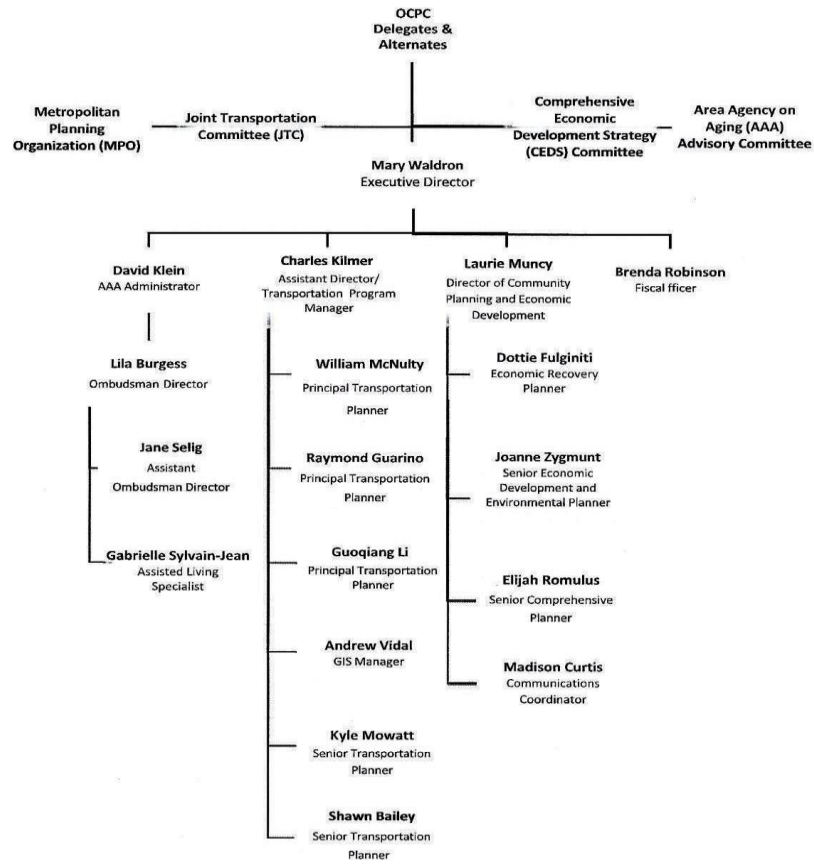 OCPC
Delegates &
Alternates
Metropolitan
Planning
Organization (MPO)
Joint Transportation
Committee (JTC)
Comprehensive
Economic
Development Strategy
(CEDS) Committee
Area Agency on
Aging (AAA)
Advisory Committee
Mary Waldron
Executive Director
David Klein
AAA Administrator
Charles Kilmer
Assistant Director/
Transportation Program
Manager
Laurie Muncy
Director of Community
Planning and Economic
Development
Brenda Robinson
Fiscal fficer
Lila Burgess
Ombudsman Director
Jane Selig
Assistant
Ombudsman Director
Gabrielle Sylvain-Jean
Assisted Living
Specialist
William McNulty
Principal Transportation
Planner
Raymond Guarino
Principal Transportation
Planner
Guoqiang Li
Principal Transportation
Planner
Andrew Vidal
GIS Manager
Kyle Mowatt
Senior Transportation
Planner
Shawn Bailey
Senior Transportation
Planner
Dottie Fulginiti
Economic Recovery
Planner
Joanne Zygmunt
Senior Economic
Development and
Environmental Planner
Elijah Romulus
Senior Comprehensive
Planner
Madison Curtis
Communications
Coordinator